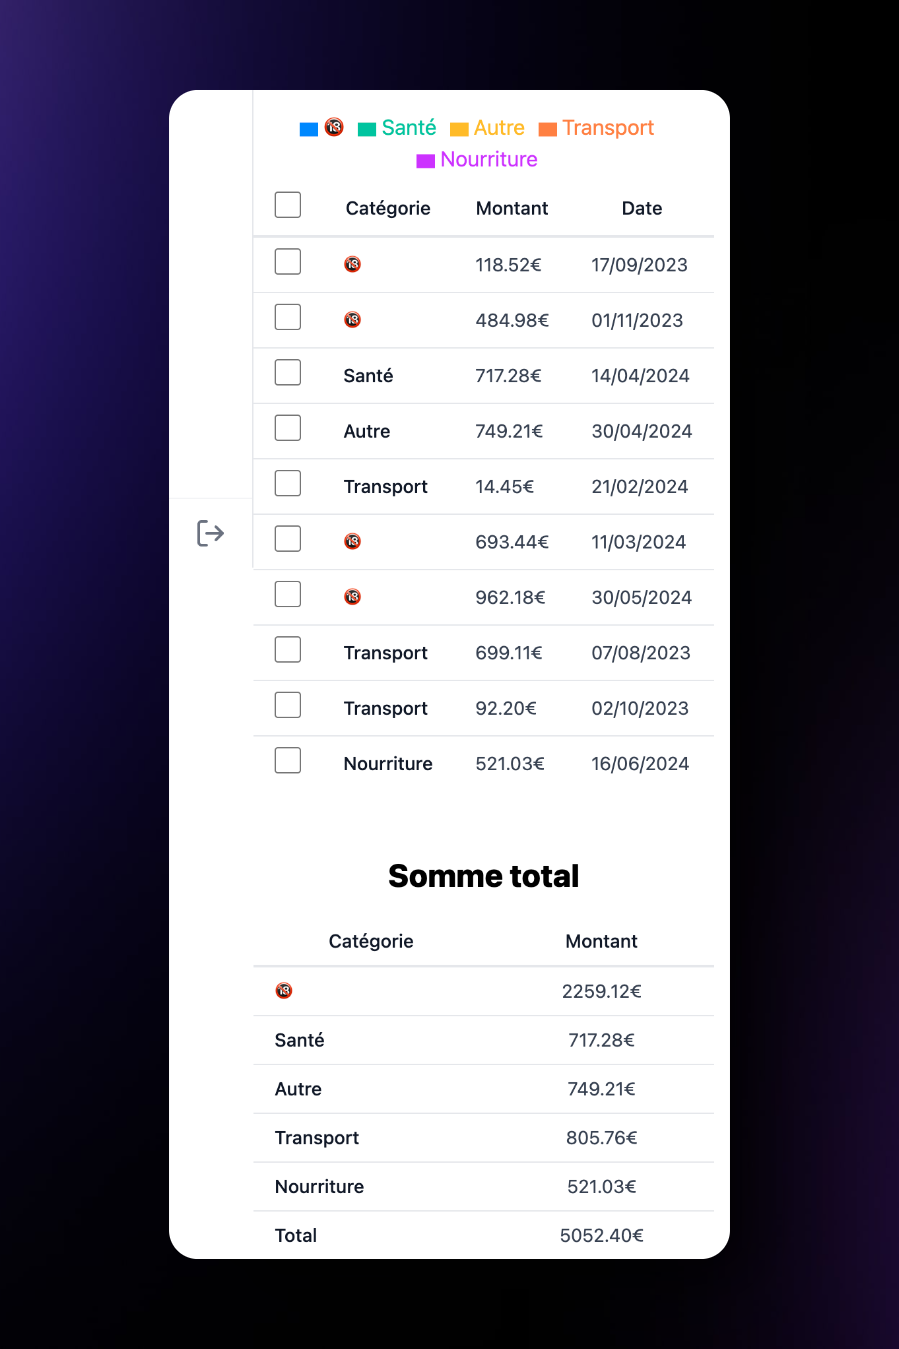 🔞 Santé Autre Transport
Nourriture
Catégorie Montant Date
🔞 118.52€ 17/09/2023
🔞 484.98€ 01/11/2023
Santé 717.28€ 14/04/2024
Autre 749.21€ 30/04/2024
Transport 14.45€ 21/02/2024
🔞 693.44€ 11/03/2024
🔞 962.18€ 30/05/2024
Transport 699.11€ 07/08/2023
Transport 92.20€ 02/10/2023
Nourriture 521.03€ 16/06/2024
Somme total
Catégorie Montant
🔞 2259.12€
Santé 717.28€
Autre 749.21€
Transport 805.76€
Nourriture 521.03€
Total 5052.40€